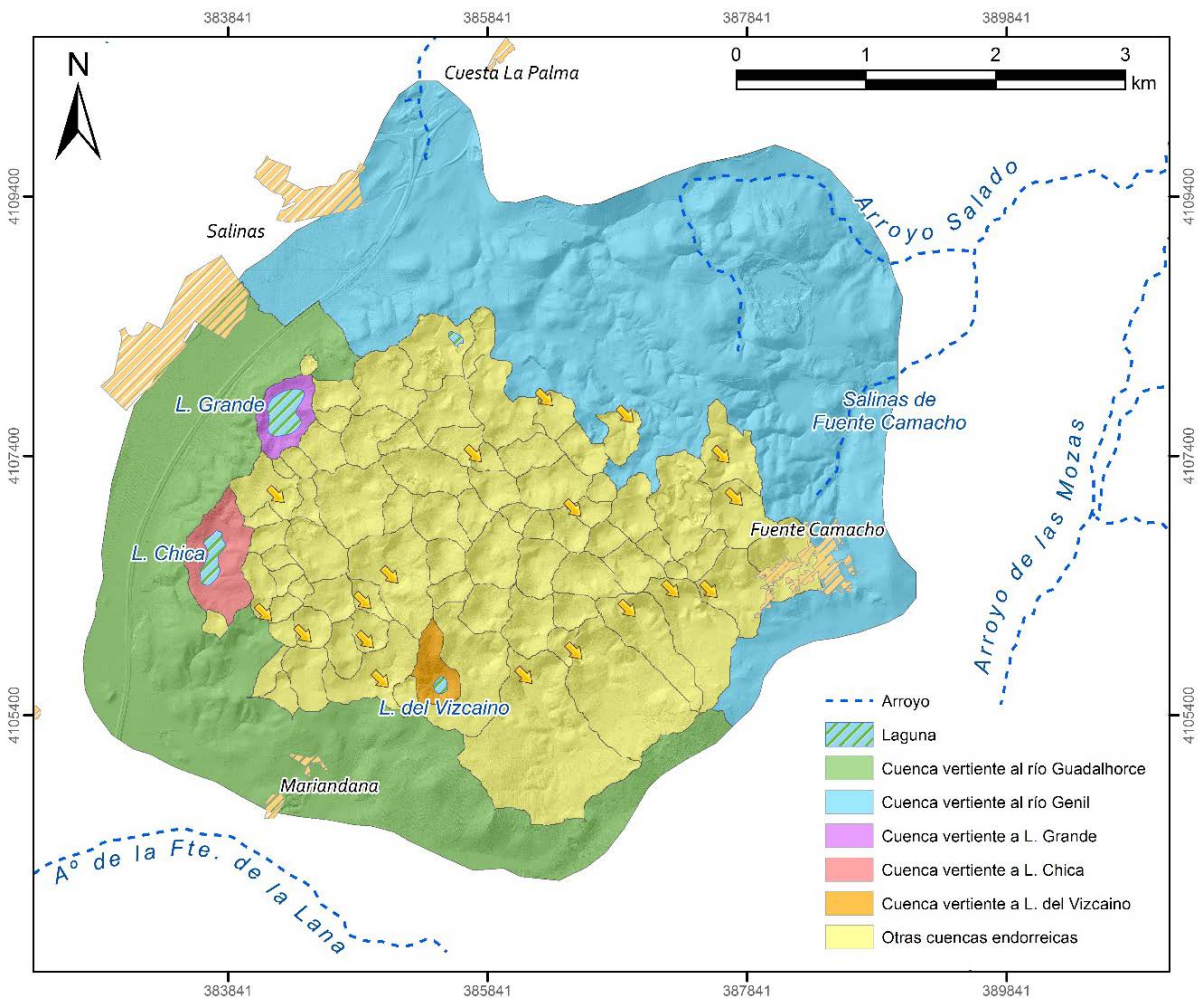 383841 385841 387841 389841
N
0 1 2 3
km
Cuesta La Palma
4109400
4109400
Arroyo Salado
Salinas
L. Grande
Salinas de
Fuente Camacho
4107400
4107400
Arroyo de las Mozas
Fuente Camacho
L. Chica
L. del Vizcaino
4105400
4105400
Mariandana
Aº de la Fte. de la Lana
Arroyo
Laguna
Cuenca vertiente al río Guadalhorce
Cuenca vertiente al río Genil
Cuenca vertiente a L. Grande
Cuenca vertiente a L. Chica
Cuenca vertiente a L. del Vizcaino
Otras cuencas endorreicas
383841 385841 387841 389841